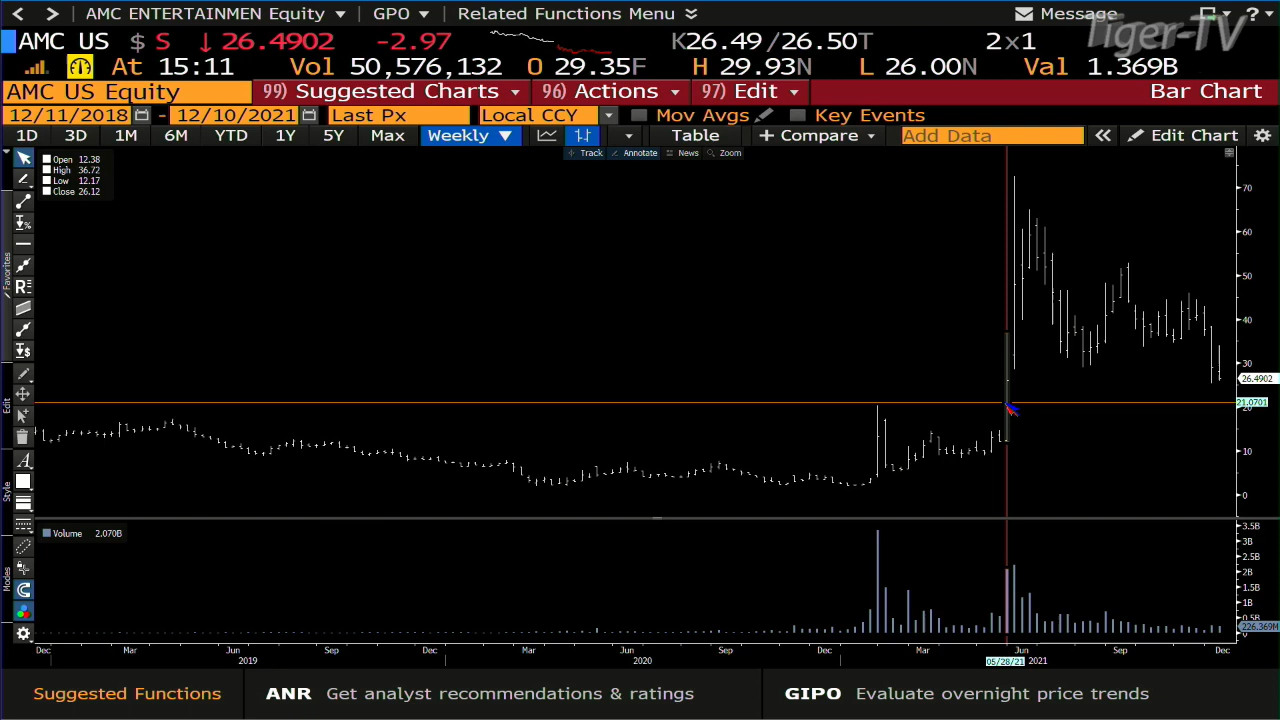 AMC ENTERTAINMEN Equity GPO Related Functions Menu Message ?
Tiger-TV
AMC US $ S ↓ 26.4902 -2.97 K26.49 /26.50T 2x1
At 15:11 Vol 50,576,132 O 29.35F H 29.93N L 26.00N Val 1.369B
AMC US Equity 99) Suggested Charts 96) Actions 97) Edit Bar Chart
12/11/2018 - 12/10/2021 Last Px Local CCY Mov Avgs Key Events
1D 3D 1M 6M YTD 1Y 5Y Max Weekly Table + Compare Add Data Edit Chart
Track Annotate News Zoom
Open 12.38
High 36.72
Low 12.17
Close 26.12
Favorites
Edit
Style
Modes
70
60
50
40
30
26.4902
21.0701
20
10
0
Volume 2.070B
3.5B
3B
2.5B
2B
1.5B
1B
0.5B
226.369M
0
Dec Mar Jun Sep Dec Mar Jun Sep Dec Mar Jun Sep Dec
2019 2020 05/28/21 2021
Suggested Functions ANR Get analyst recommendations & ratings GIPO Evaluate overnight price trends